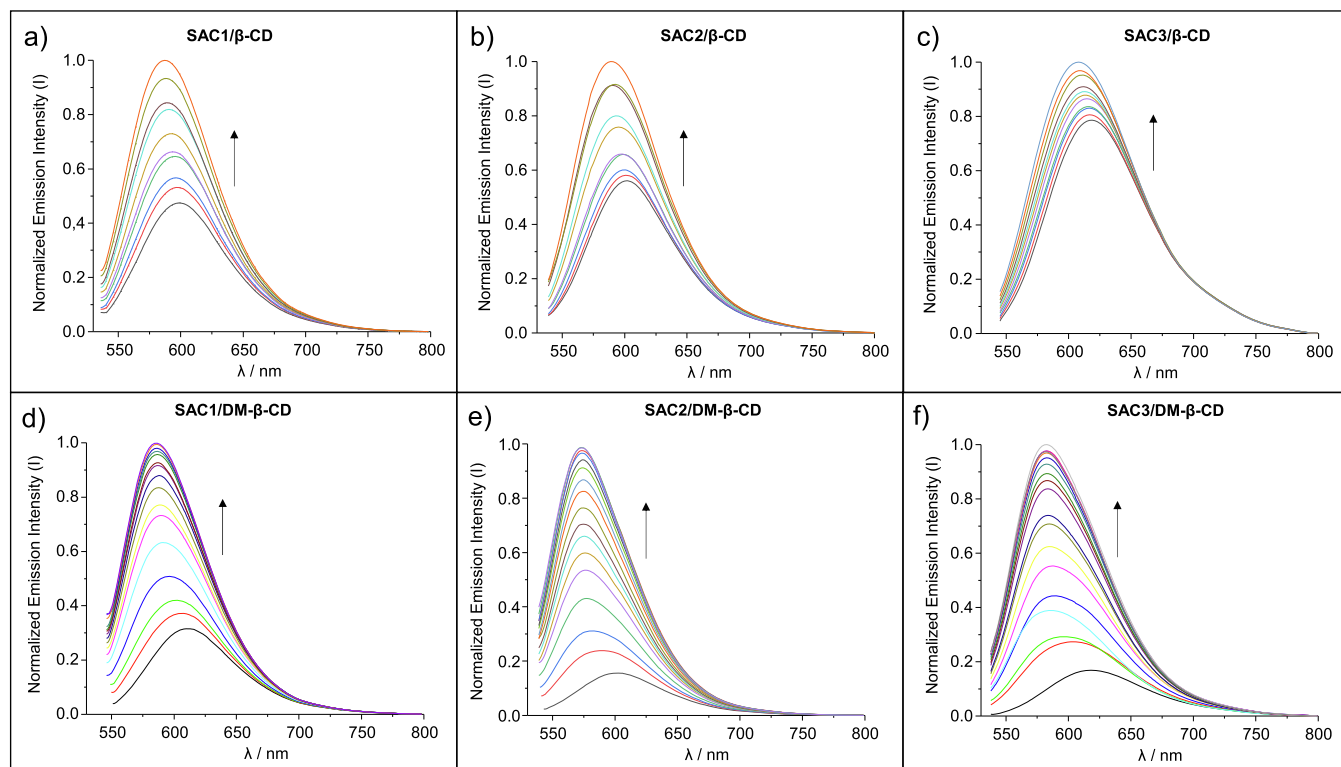 a)
SAC1/β-CD
Normalized Emission Intensity (I)
1.0
0.8
0.6
0.4
0.2
0.0
550 600 650 700 750 800
λ / nm
b)
SAC2/β-CD
Normalized Emission Intensity (I)
1.0
0.8
0.6
0.4
0.2
0.0
550 600 650 700 750 800
λ / nm
c)
SAC3/β-CD
Normalized Emission Intensity (I)
1.0
0.8
0.6
0.4
0.2
0.0
550 600 650 700 750 800
λ / nm
d)
SAC1/DM-β-CD
Normalized Emission Intensity (I)
1.0
0.8
0.6
0.4
0.2
0.0
550 600 650 700 750 800
λ / nm
e)
SAC2/DM-β-CD
Normalized Emission Intensity (I)
1.0
0.8
0.6
0.4
0.2
0.0
550 600 650 700 750 800
λ / nm
f)
SAC3/DM-β-CD
Normalized Emission Intensity (I)
1.0
0.8
0.6
0.4
0.2
0.0
550 600 650 700 750 800
λ / nm